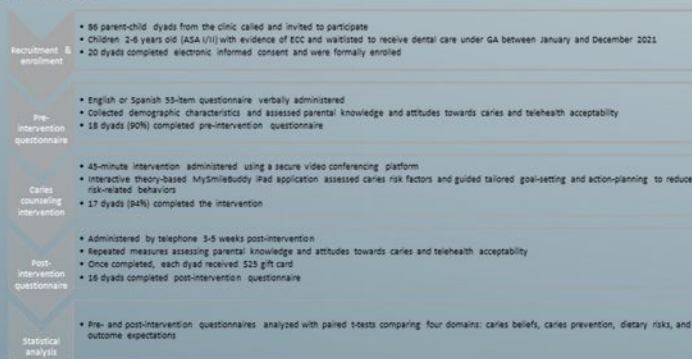 Recruitment &
enrollment
• 86 parent-child dyads from the clinic called and invited to participate
• Children 2-6 years old (ASA I/II) with evidence of ECC and waitlisted to receive dental care under GA between January and December 2021
• 20 dyads completed electronic informed consent and were formally enrolled
Pre-
intervention
questionnaire
• English or Spanish 53-item questionnaire verbally administered
• Collected demographic characteristics and assessed parental knowledge and attitudes towards caries and telehealth acceptability
• 18 dyads (90%) completed pre-intervention questionnaire
Caries
counseling
intervention
• 45-minute intervention administered using a secure video conferencing platform
• Interactive theory-based MySmileBuddy iPad application assessed caries risk factors and guided tailored goal-setting and action-planning to reduce
risk-related behaviors
• 17 dyads (94%) completed the intervention
Post-
intervention
questionnaire
• Administered by telephone 3-5 weeks post-intervention
• Repeated measures assessing parental knowledge and attitudes towards caries and telehealth acceptability
• Once completed, each dyad received $25 gift card
• 16 dyads completed post-intervention questionnaire
Statistical
analysis
• Pre- and post-intervention questionnaires analyzed with paired t-tests comparing four domains: caries beliefs, caries prevention, dietary risks, and
outcome expectations